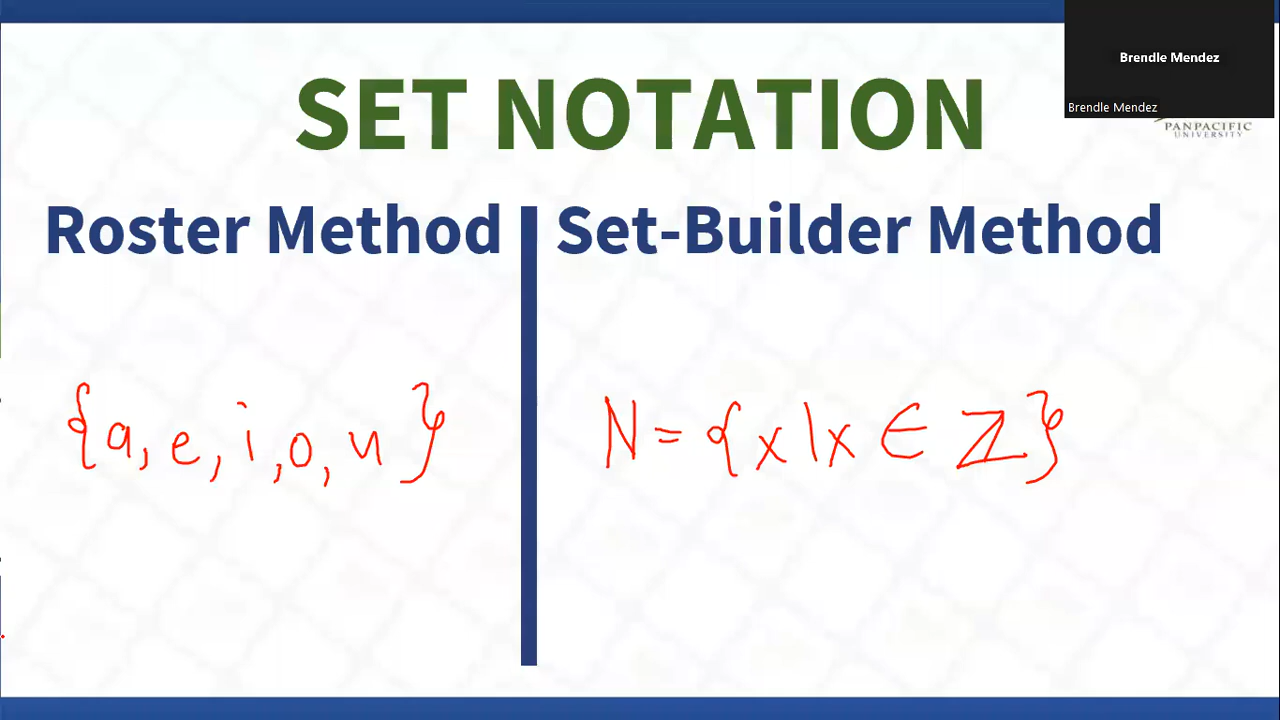 Brendle Mendez
Brendle Mendez
PANPACIFIC
UNIVERSITY
SET NOTATION
Roster Method
Set-Builder Method
{a, e, i, o, u}
N = {x | x ∈ ℤ}